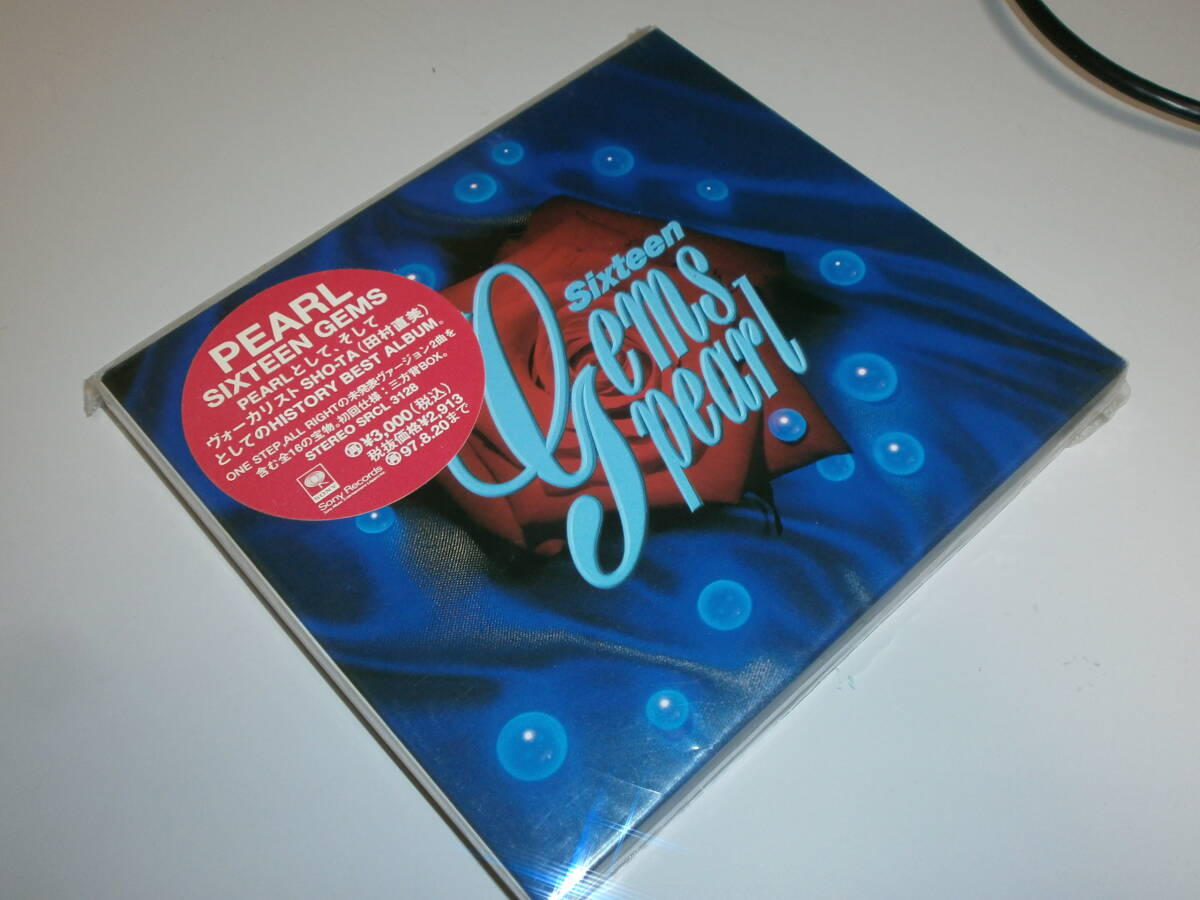 PEARL
SIXTEEN GEMS
PEARLとして、そして
ヴォーカリスト SHO-TA(田村直美)
としてのHISTORY BEST ALBUM。
ONE STEP、ALL RIGHTの未発表ヴァージョン2曲を
含む全16の宝物。初回仕様:三方背BOX。
STEREO SRCL 3128
¥3,000(税込)
税抜価格¥2,913
97.8.20まで
SONY
Sony Records
Sixteen
Gems
pearl